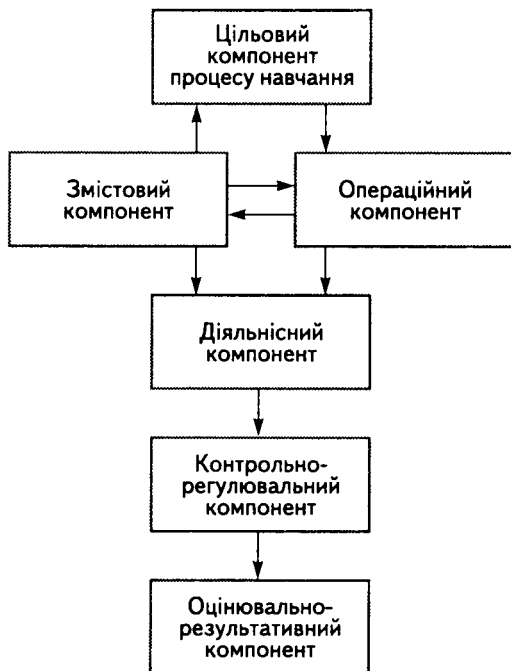 Цільовий
компонент
процесу навчання
Змістовий
компонент
Операційний
компонент
Діяльнісний
компонент
Контрольно-
регулювальний
компонент
Оцінювально-
результативний
компонент